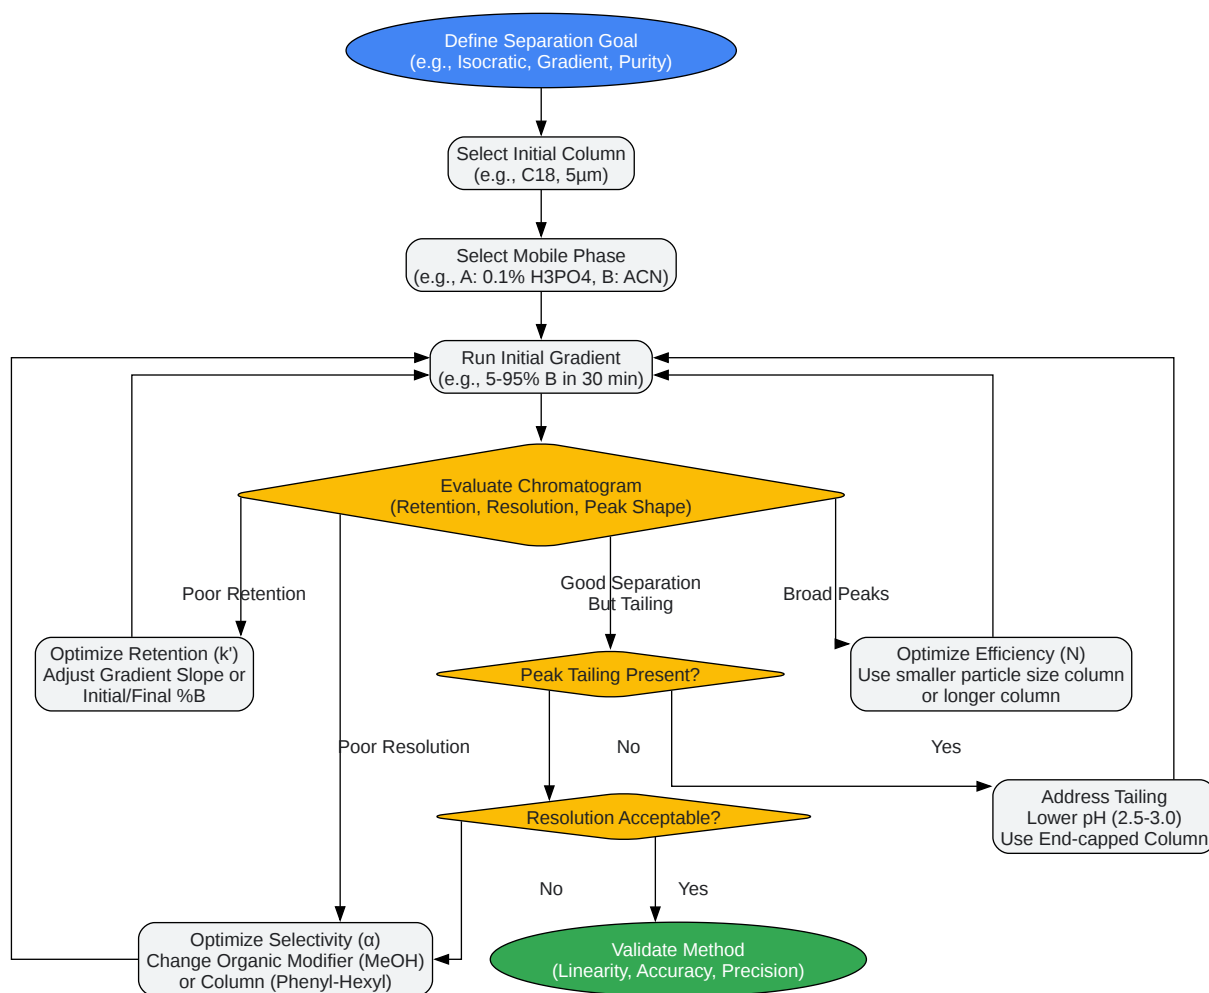 Define Separation Goal
(e.g., Isocratic, Gradient, Purity)
Select Initial Column
(e.g., C18, 5µm)
Select Mobile Phase
(e.g., A: 0.1% H3PO4, B: ACN)
Run Initial Gradient
(e.g., 5-95% B in 30 min)
Evaluate Chromatogram
(Retention, Resolution, Peak Shape)
Poor Retention
Good Separation
But Tailing
Broad Peaks
Optimize Retention (k')
Adjust Gradient Slope or
Initial/Final %B
Peak Tailing Present?
Optimize Efficiency (N)
Use smaller particle size column
or longer column
Poor Resolution
No
Yes
Resolution Acceptable?
Address Tailing
Lower pH (2.5-3.0)
Use End-capped Column
No
Yes
Optimize Selectivity (α)
Change Organic Modifier (MeOH)
or Column (Phenyl-Hexyl)
Validate Method
(Linearity, Accuracy, Precision)